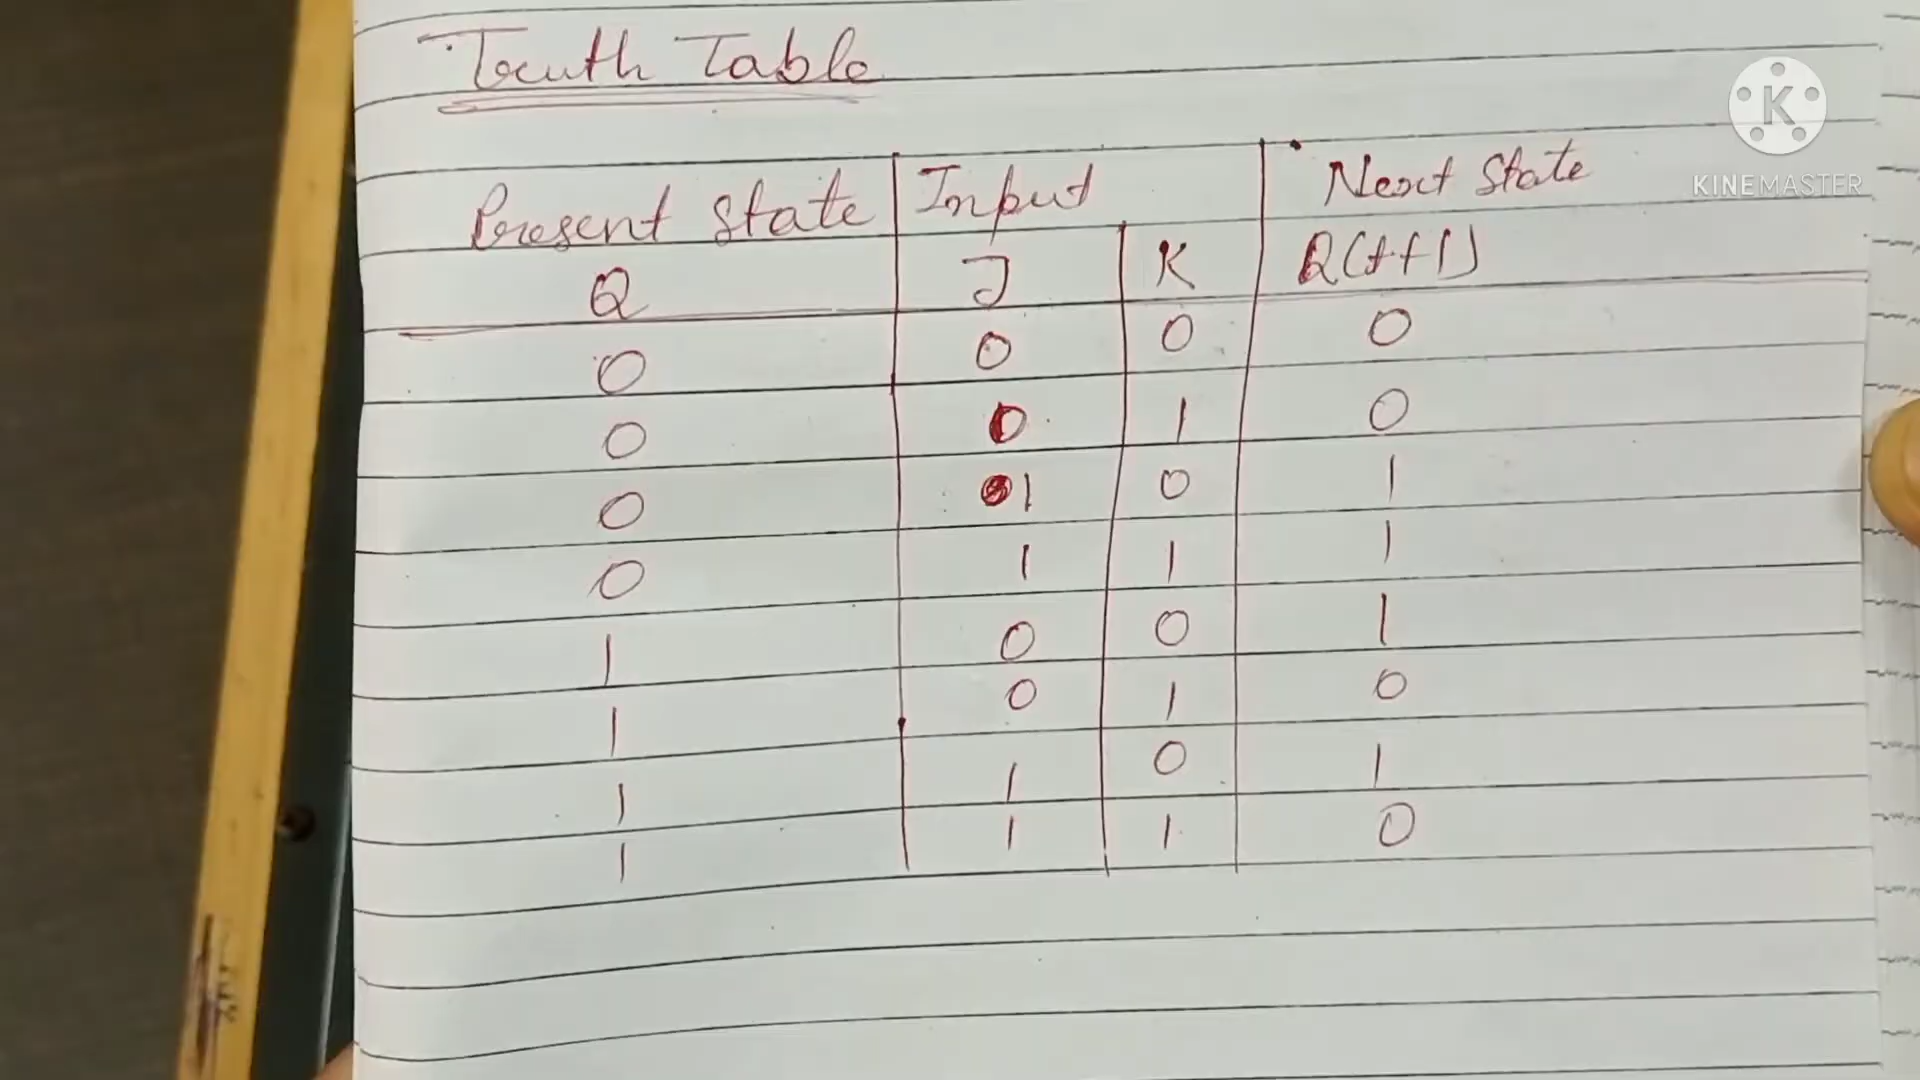 Truth Table
Present State Input Next State
Q J K Q(t+1)
0 0 0 0
0 0 1 0
0 1 0 1
0 1 1 1
1 0 0 1
1 0 1 0
1 1 0 1
1 1 1 0
K
KINEMASTER